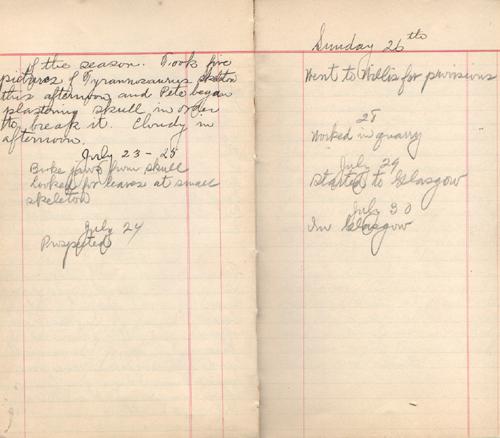 of the season. Took five
pictures of Tyrannosaurus skeleton
this afternoon and Pete began
plastering skull in order
to break it. Cloudy in
afternoon.
July 23-25
Broke jaws from skull
Looked for leaves at small
skeleton
July 24
Prospected
Sunday 26th
Went to Willis for provisions
28
Worked in quarry
July 29
Started to Glasgow
July 30
In Glasgow